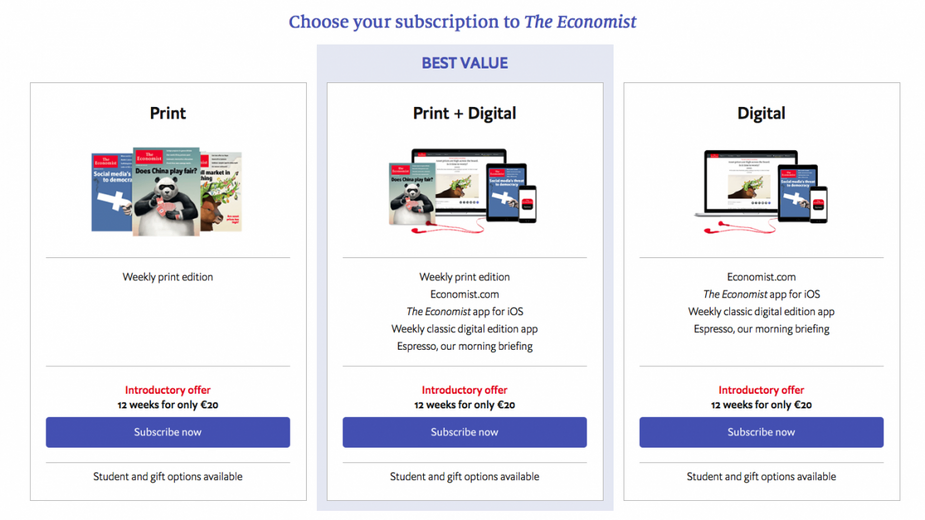 Choose your subscription to The Economist
BEST VALUE
Print
The Economist
Social media's
to democra
The Economist
Does China play fair?
ll market in
Weekly print edition
Introductory offer
12 weeks for only €20
Subscribe now
Student and gift options available
Print + Digital
The Economist
Does China play fair?
Social media's threat
to democracy
Weekly print edition
Economist.com
The Economist app for iOS
Weekly classic digital edition app
Espresso, our morning briefing
Introductory offer
12 weeks for only €20
Subscribe now
Student and gift options available
Digital
Social media's threat
to democracy
Economist.com
The Economist app for iOS
Weekly classic digital edition app
Espresso, our morning briefing
Introductory offer
12 weeks for only €20
Subscribe now
Student and gift options available